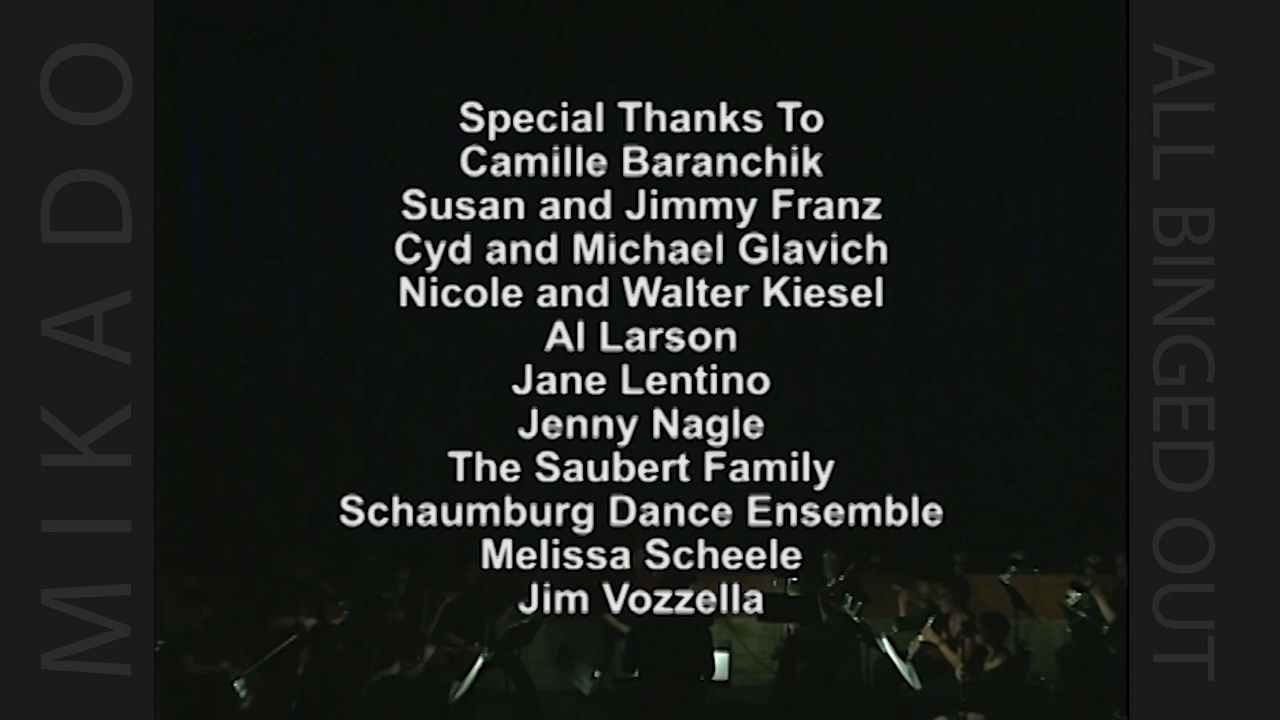 MIKADO
Special Thanks To
Camille Baranchik
Susan and Jimmy Franz
Cyd and Michael Glavich
Nicole and Walter Kiesel
Al Larson
Jane Lentino
Jenny Nagle
The Saubert Family
Schaumburg Dance Ensemble
Melissa Scheele
Jim Vozzella
ALL BINGED OUT